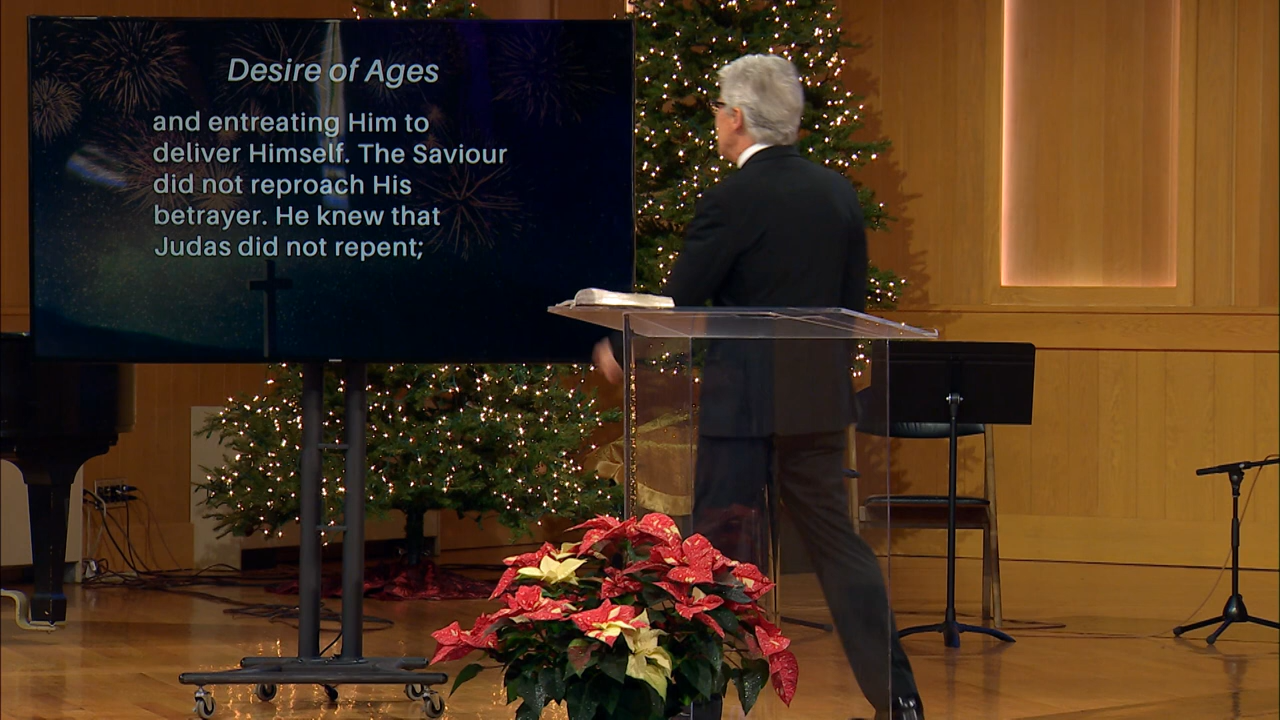 Desire of Ages
and entreating Him to
deliver Himself. The Saviour
did not reproach His
betrayer. He knew that
Judas did not repent;